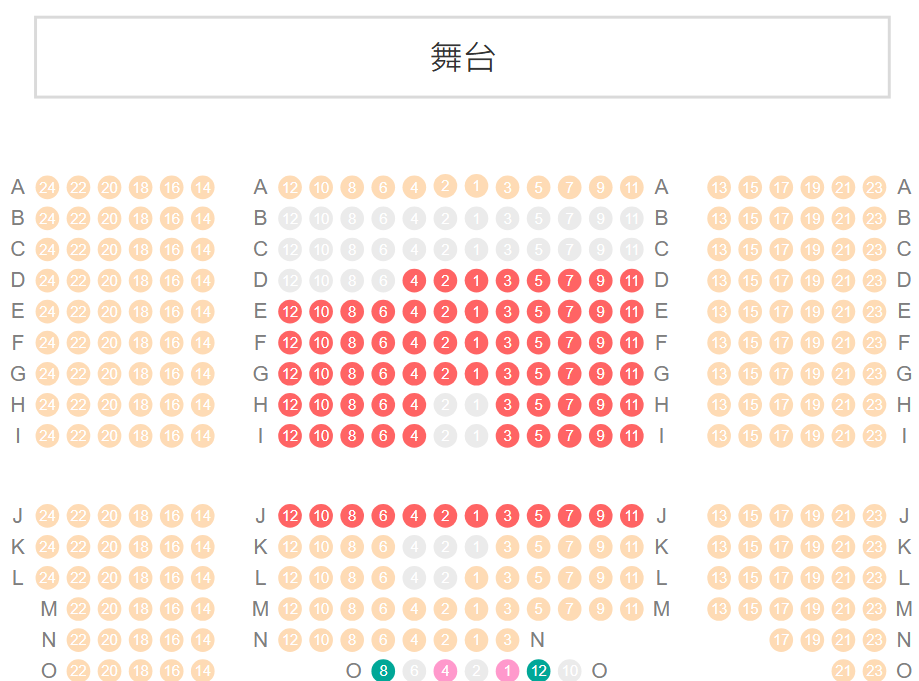 舞台
A 24 22 20 18 16 14 A 12 10 8 6 4 2 1 3 5 7 9 11 A 13 15 17 19 21 23 A
B 24 22 20 18 16 14 B 12 10 8 6 4 2 1 3 5 7 9 11 B 13 15 17 19 21 23 B
C 24 22 20 18 16 14 C 12 10 8 6 4 2 1 3 5 7 9 11 C 13 15 17 19 21 23 C
D 24 22 20 18 16 14 D 12 10 8 6 4 2 1 3 5 7 9 11 D 13 15 17 19 21 23 D
E 24 22 20 18 16 14 E 12 10 8 6 4 2 1 3 5 7 9 11 E 13 15 17 19 21 23 E
F 24 22 20 18 16 14 F 12 10 8 6 4 2 1 3 5 7 9 11 F 13 15 17 19 21 23 F
G 24 22 20 18 16 14 G 12 10 8 6 4 2 1 3 5 7 9 11 G 13 15 17 19 21 23 G
H 24 22 20 18 16 14 H 12 10 8 6 4 2 1 3 5 7 9 11 H 13 15 17 19 21 23 H
I 24 22 20 18 16 14 I 12 10 8 6 4 2 1 3 5 7 9 11 I 13 15 17 19 21 23 I
J 24 22 20 18 16 14 J 12 10 8 6 4 2 1 3 5 7 9 11 J 13 15 17 19 21 23 J
K 24 22 20 18 16 14 K 12 10 8 6 4 2 1 3 5 7 9 11 K 13 15 17 19 21 23 K
L 24 22 20 18 16 14 L 12 10 8 6 4 2 1 3 5 7 9 11 L 13 15 17 19 21 23 L
M 22 20 18 16 14 M 12 10 8 6 4 2 1 3 5 7 9 11 M 13 15 17 19 21 23 M
N 22 20 18 16 14 N 12 10 8 6 4 2 1 3 N 17 19 21 23 N
O 22 20 18 16 14 O 8 6 4 2 1 12 10 O 21 23 O